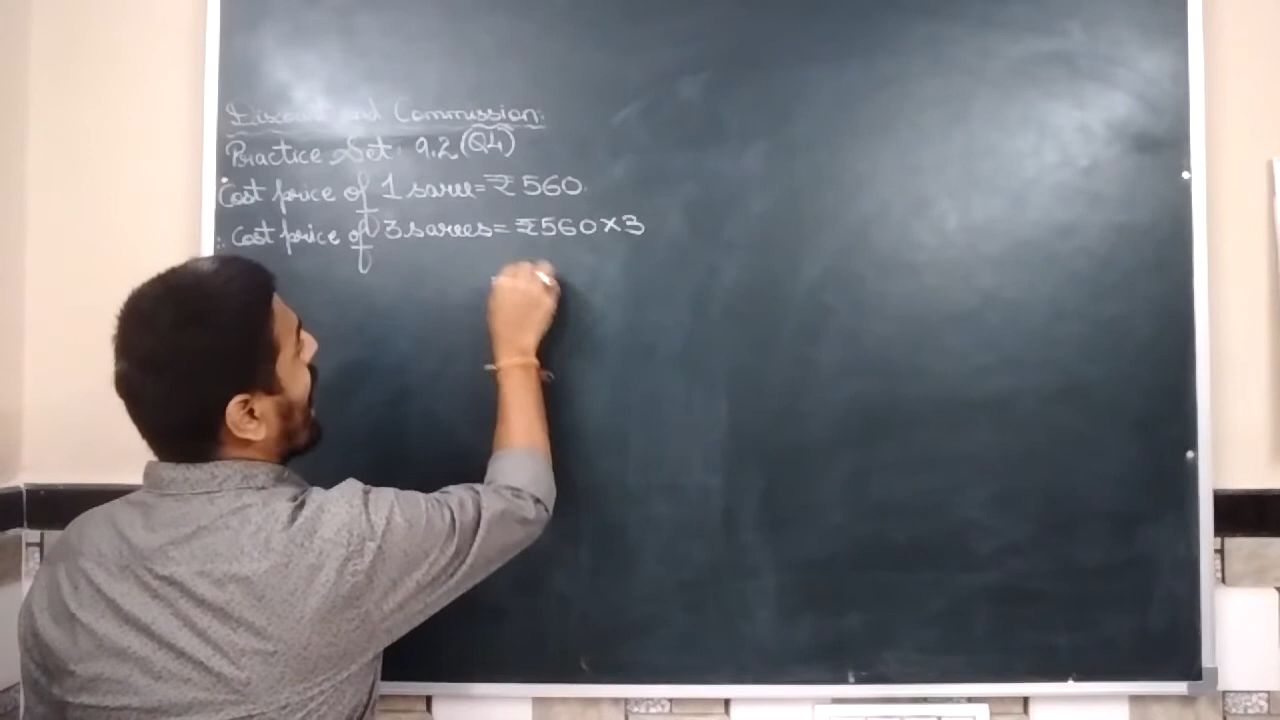 Discount and Commission:
Practice Set: 9.2 (Q4)
Cost price of 1 saree = ₹ 560.
∴ Cost price of 3 sarees = ₹ 560 × 3